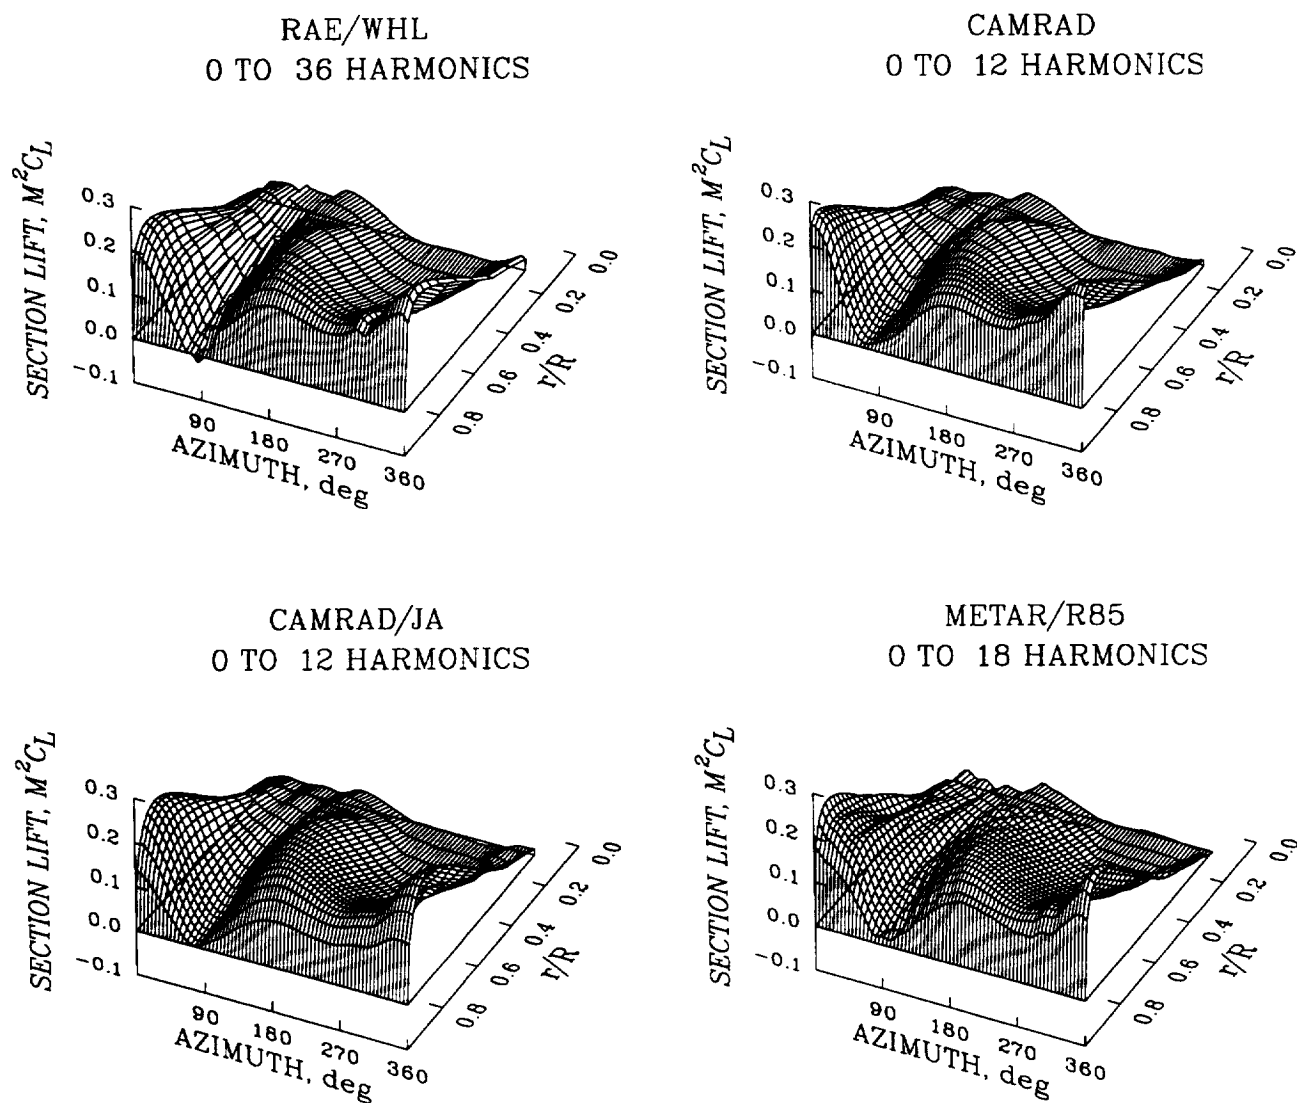 RAE/WHL
0 TO 36 HARMONICS
SECTION LIFT, M²CL
0.3
0.2
0.1
0.0
-0.1
90
180
270
360
AZIMUTH, deg
0.0
0.2
0.4
0.6
0.8
r/R
CAMRAD
0 TO 12 HARMONICS
SECTION LIFT, M²CL
0.3
0.2
0.1
0.0
-0.1
90
180
270
360
AZIMUTH, deg
0.0
0.2
0.4
0.6
0.8
r/R
CAMRAD/JA
0 TO 12 HARMONICS
SECTION LIFT, M²CL
0.3
0.2
0.1
0.0
-0.1
90
180
270
360
AZIMUTH, deg
0.0
0.2
0.4
0.6
0.8
r/R
METAR/R85
0 TO 18 HARMONICS
SECTION LIFT, M²CL
0.3
0.2
0.1
0.0
-0.1
90
180
270
360
AZIMUTH, deg
0.0
0.2
0.4
0.6
0.8
r/R